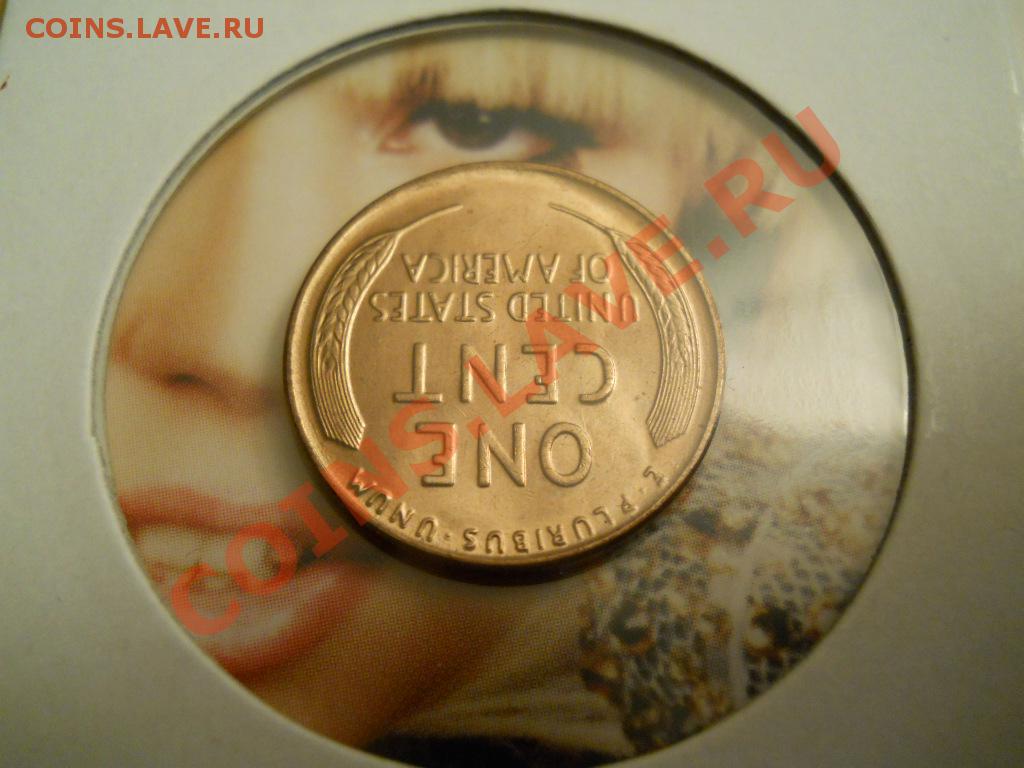 COINS.LAVE.RU
COINS.LAVE.RU
E·PLURIBUS·UNUM
ONE
CENT
UNITED STATES
OF AMERICA